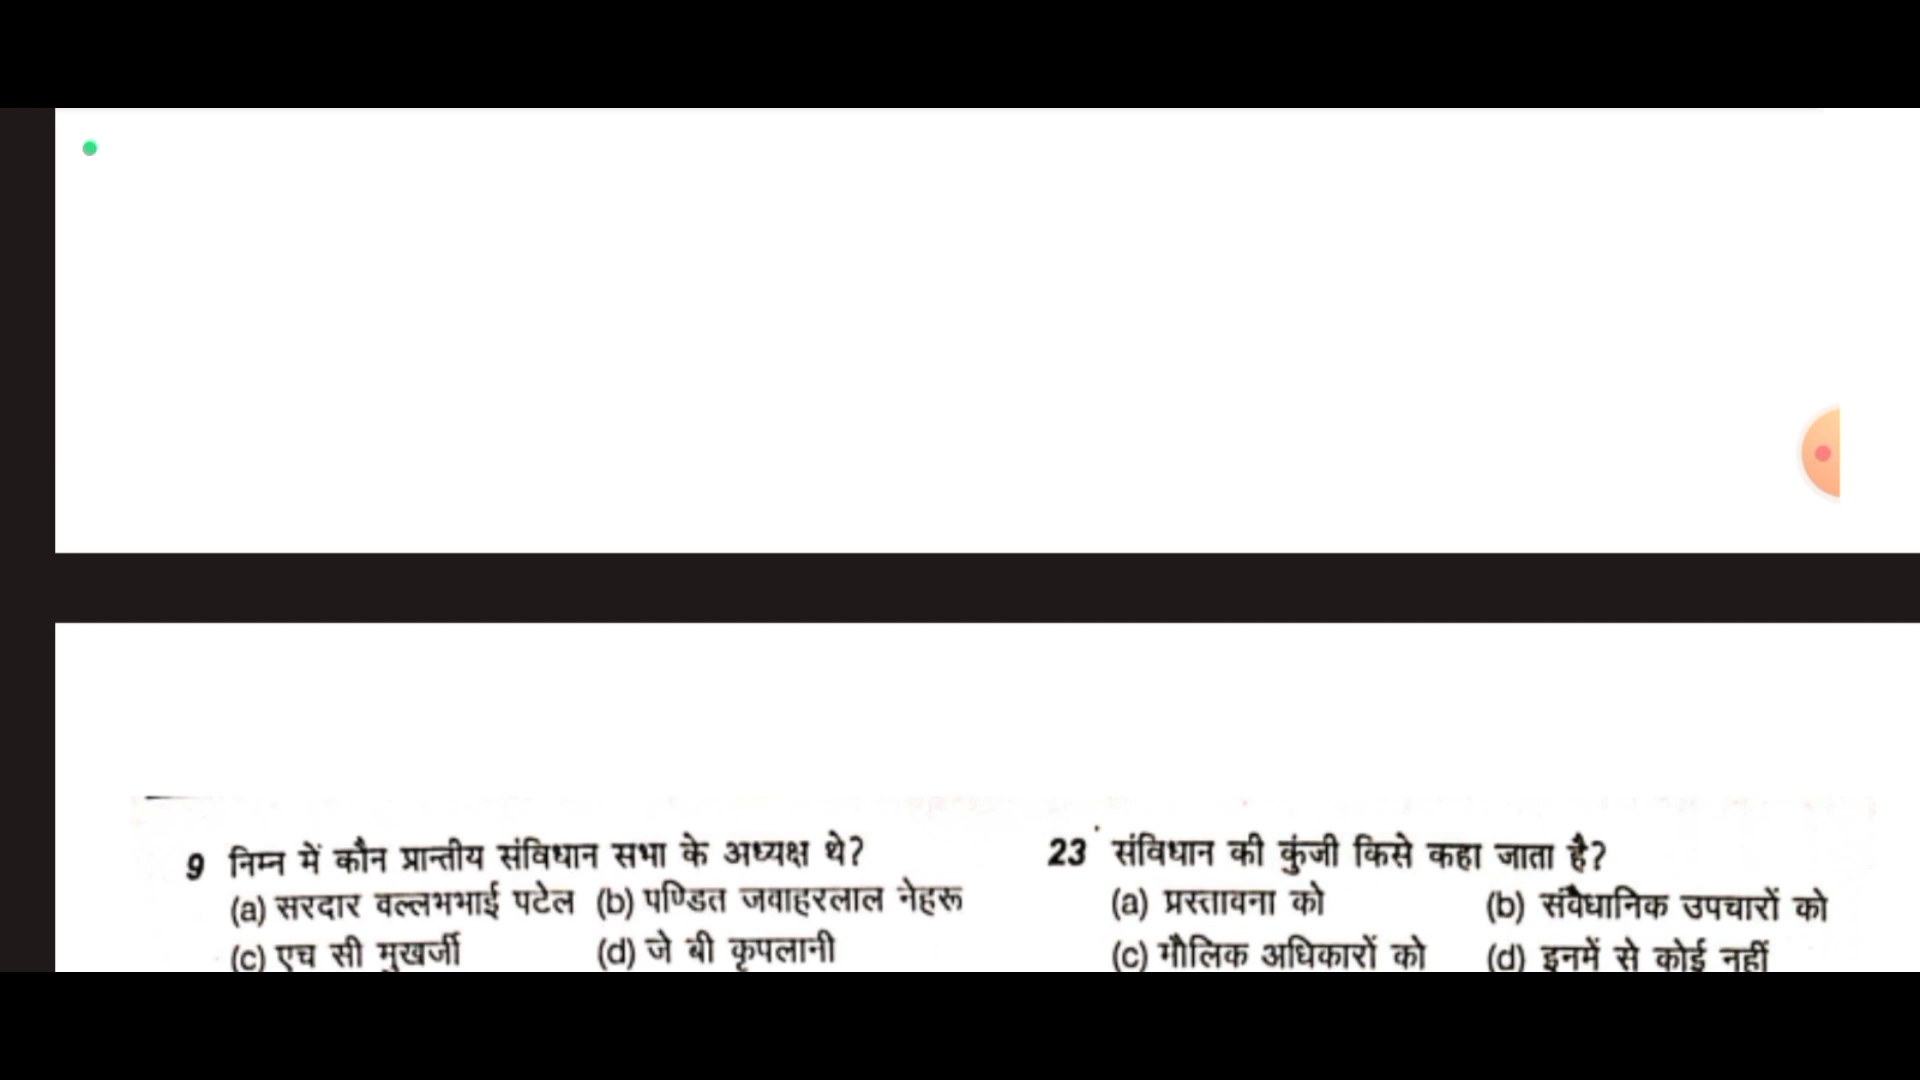 9 निम्न में कौन प्रान्तीय संविधान सभा के अध्यक्ष थे?
(a) सरदार वल्लभभाई पटेल (b) पण्डित जवाहरलाल नेहरू
(c) एच सी मुखर्जी (d) जे बी कृपलानी
23 संविधान की कुंजी किसे कहा जाता है?
(a) प्रस्तावना को (b) संवैधानिक उपचारों को
(c) मौलिक अधिकारों को (d) इनमें से कोई नहीं